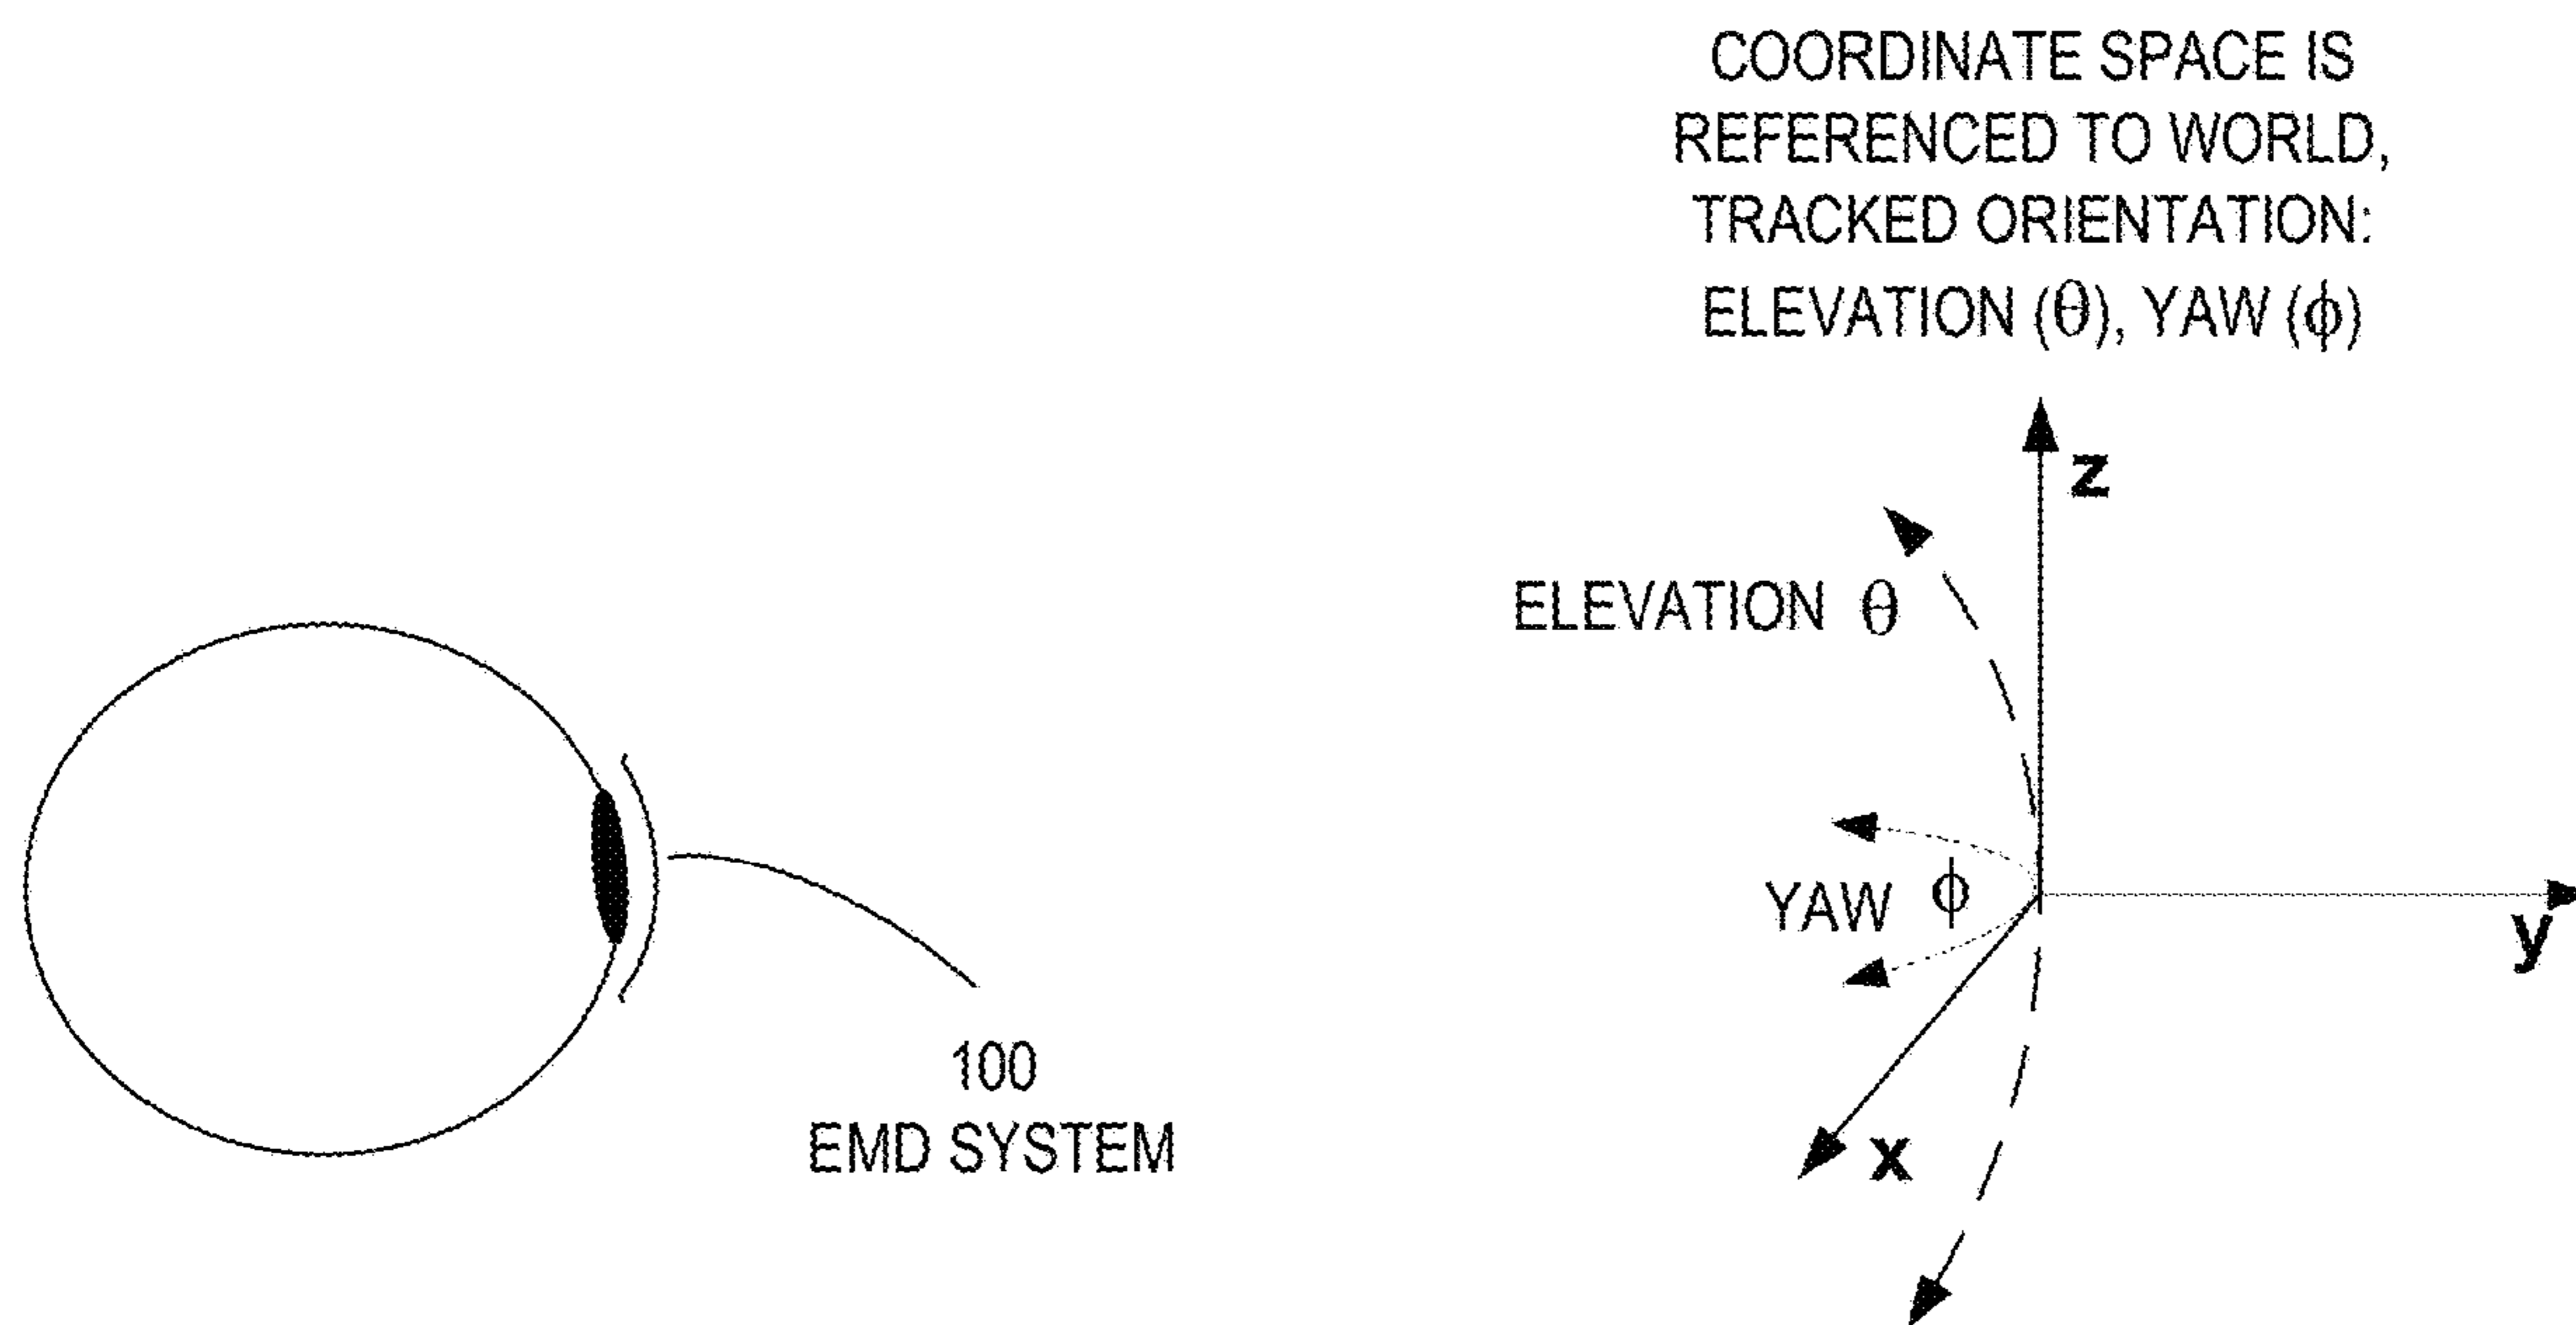 COORDINATE SPACE IS
REFERENCED TO WORLD,
TRACKED ORIENTATION:
ELEVATION (θ), YAW (ϕ)
z
ELEVATION θ
YAW ϕ
y
x
100
EMD SYSTEM